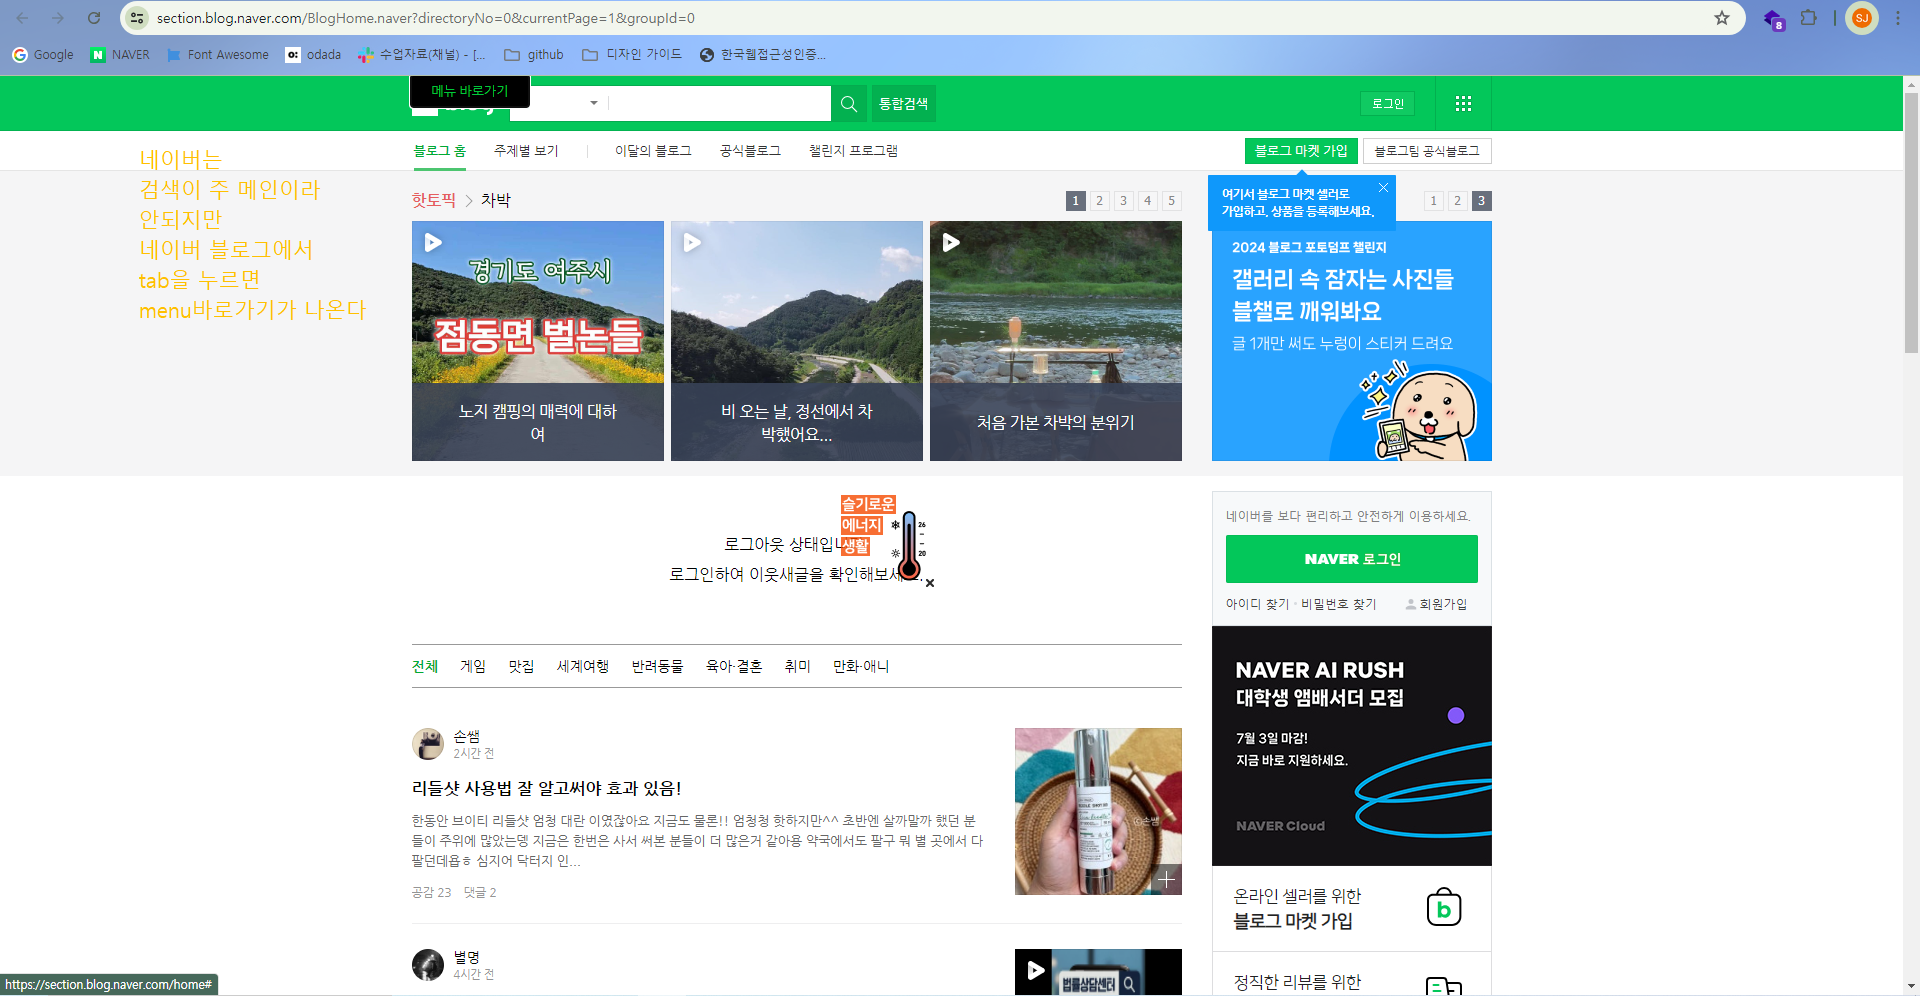 section.blog.naver.com/BlogHome.naver?directoryNo=0&currentPage=1&groupId=0
8
SJ
Google
NAVER
Font Awesome
odada
수업자료(채널) - [...
github
디자인 가이드
한국웹접근성인증...
메뉴 바로가기
통합검색
로그인
블로그 홈
주제별 보기
이달의 블로그
공식블로그
챌린지 프로그램
블로그 마켓 가입
블로그팀 공식블로그
네이버는
검색이 주 메인이라
안되지만
네이버 블로그에서
tab을 누르면
menu바로가기가 나온다
핫토픽 > 차박
1 2 3 4 5
여기서 블로그 마켓 셀러로
가입하고, 상품을 등록해보세요.
1 2 3
경기도 여주시
점동면 벌논들
노지 캠핑의 매력에 대하
여
비 오는 날, 정선에서 차
박했어요...
처음 가본 차박의 분위기
2024 블로그 포토덤프 챌린지
갤러리 속 잠자는 사진들
블챌로 깨워봐요
글 1개만 써도 누렁이 스티커 드려요
슬기로운
에너지
생활
26
20
로그아웃 상태입니
로그인하여 이웃새글을 확인해보세요.
네이버를 보다 편리하고 안전하게 이용하세요.
NAVER 로그인
아이디 찾기 · 비밀번호 찾기
회원가입
전체
게임
맛집
세계여행
반려동물
육아·결혼
취미
만화·애니
NAVER AI RUSH
대학생 앰배서더 모집
7월 3일 마감!
지금 바로 지원하세요.
NAVER Cloud
손쌤
2시간 전
리들샷 사용법 잘 알고써야 효과 있음!
한동안 브이티 리들샷 엄청 대란 이였잖아요 지금도 물론!! 엄청청 핫하지만^^ 초반엔 살까말까 했던 분
들이 주위에 많았는뎅 지금은 한번은 사서 써본 분들이 더 많은거 같아용 약국에서도 팔구 뭐 별 곳에서 다
팔던데욥ㅎ 심지어 닥터지 인...
공감 23 댓글 2
ⓒ손쌤
온라인 셀러를 위한
블로그 마켓 가입
b
별명
4시간 전
법률상담센터
정직한 리뷰를 위한
https://section.blog.naver.com/home#